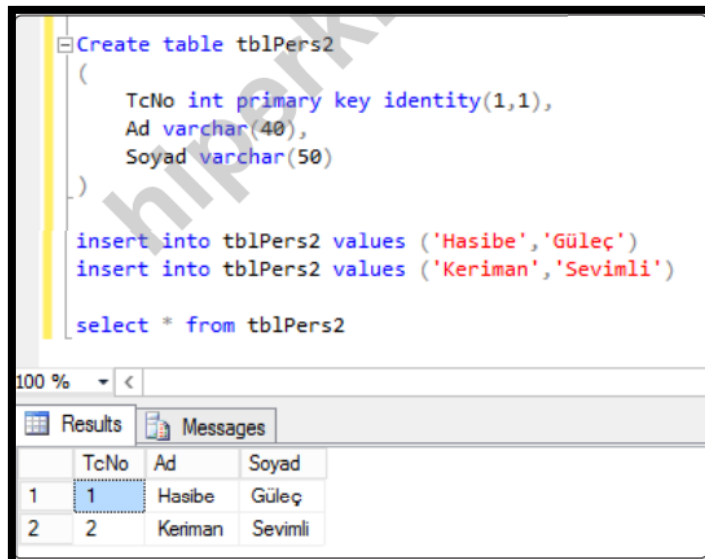 Create table tblPers2
(
TcNo int primary key identity(1,1),
Ad varchar(40),
Soyad varchar(50)
)
insert into tblPers2 values ('Hasibe','Güleç')
insert into tblPers2 values ('Keriman','Sevimli')
select * from tblPers2
100 %
Results Messages
TcNo Ad Soyad
1 1 Hasibe Güleç
2 2 Keriman Sevimli